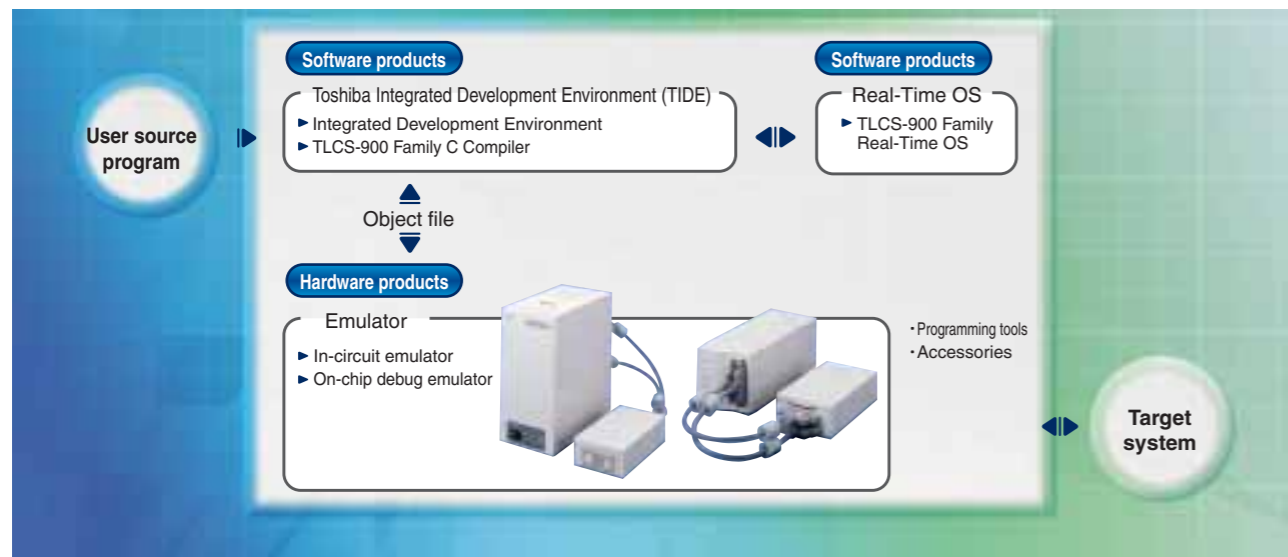 Software products
Software products
Toshiba Integrated Development Environment (TIDE)
Real-Time OS
User source
program
► Integrated Development Environment
► TLCS-900 Family C Compiler
► TLCS-900 Family
Real-Time OS
Object file
Hardware products
Emulator
► In-circuit emulator
► On-chip debug emulator
・Programming tools
・Accessories
Target
system